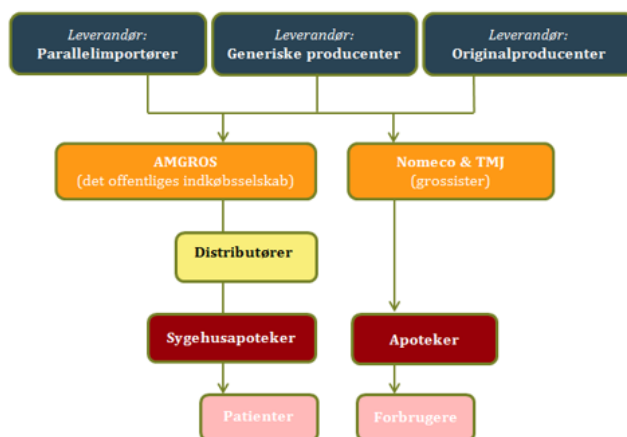 Leverandør:
Parallelimportører
Leverandør:
Generiske producenter
Leverandør:
Originalproducenter
AMGROS
(det offentliges indkøbsselskab)
Nomeco & TMJ
(grossister)
Distributører
Sygehusapoteker
Apoteker
Patienter
Forbrugere